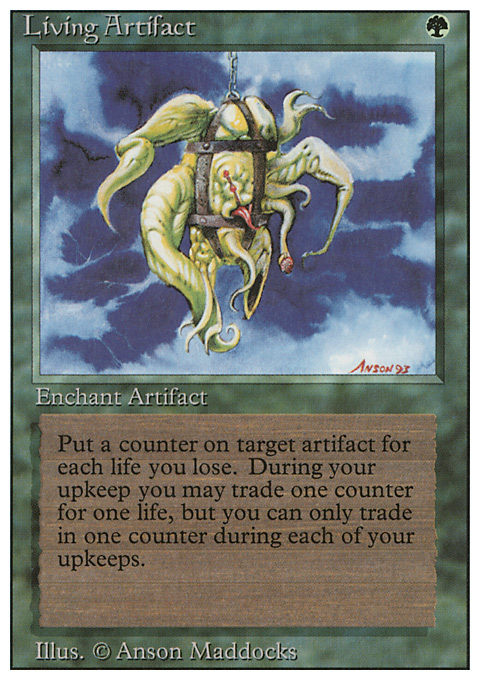 Living Artifact
ANSON 93
Enchant Artifact
Put a counter on target artifact for
each life you lose. During your
upkeep you may trade one counter
for one life, but you can only trade
in one counter during each of your
upkeeps.
Illus. © Anson Maddocks